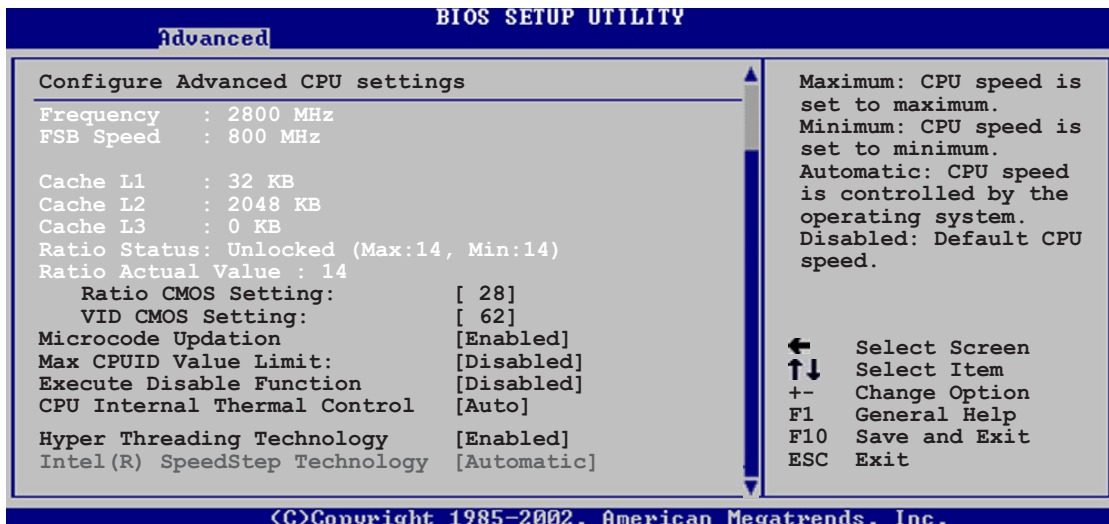 BIOS SETUP UTILITY
Advanced
Configure Advanced CPU settings
Frequency : 2800 MHz
FSB Speed : 800 MHz
Cache L1 : 32 KB
Cache L2 : 2048 KB
Cache L3 : 0 KB
Ratio Status: Unlocked (Max:14, Min:14)
Ratio Actual Value : 14
Ratio CMOS Setting: [ 28]
VID CMOS Setting: [ 62]
Microcode Updation [Enabled]
Max CPUID Value Limit: [Disabled]
Execute Disable Function [Disabled]
CPU Internal Thermal Control [Auto]
Hyper Threading Technology [Enabled]
Intel(R) SpeedStep Technology [Automatic]
Maximum: CPU speed is
set to maximum.
Minimum: CPU speed is
set to minimum.
Automatic: CPU speed
is controlled by the
operating system.
Disabled: Default CPU
speed.
← Select Screen
↑↓ Select Item
+- Change Option
F1 General Help
F10 Save and Exit
ESC Exit
(C)Copyright 1985-2002, American Megatrends, Inc.